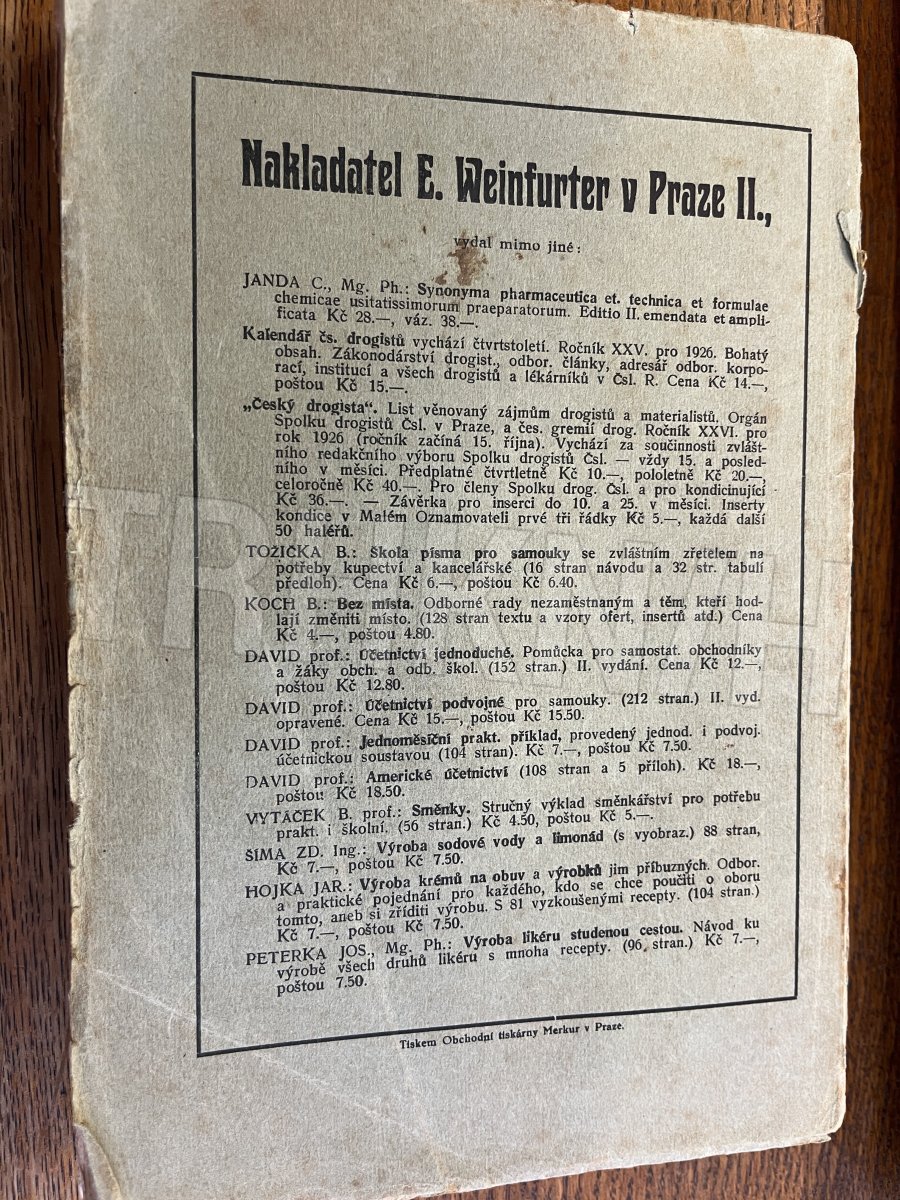 Nakladatel E. Weinfurter v Praze II.,
vydal mimo jiné:
JANDA C., Mg. Ph.: Synonyma pharmaceutica et. technica et formulae
chemicae usitatissimorum praeparatorum. Editio II. emendata et ampli-
ficata Kč 28.—, váz. 38.—.
Kalendář čs. drogistů vychází čtvrtstoletí. Ročník XXV. pro 1926. Bohatý
obsah. Zákonodárství drogist., odbor. články, adresář odbor. korpo-
rací, institucí a všech drogistů a lékárníků v Čsl. R. Cena Kč 14.—,
poštou Kč 15.—.
„Český drogista“. List věnovaný zájmům drogistů a materialistů. Orgán
Spolku drogistů Čsl. v Praze, a čes. gremií drog. Ročník XXVI. pro
rok 1926 (ročník začíná 15. října). Vychází za součinnosti zvlášt-
ního redakčního výboru Spolku drogistů Čsl. — vždy 15. a posled-
ního v měsíci. Předplatné čtvrtletně Kč 10.—, pololetně Kč 20.—,
celoročně Kč 40.—. Pro členy Spolku drog. Čsl. a pro kondicinující
Kč 36.—. — Závěrka pro inserci do 10. a 25. v měsíci. Inserty
kondice v Malém Oznamovateli prvé tři řádky Kč 5.—, každá další
50 haléřů.
TOŽIČKA B.: Škola písma pro samouky se zvláštním zřetelem na
potřeby kupectví a kancelářské (16 stran návodu a 32 str. tabulí
předloh). Cena Kč 6.—, poštou Kč 6.40.
KOCH B.: Bez místa. Odborné rady nezaměstnaným a těm, kteří hod-
lají změniti místo. (128 stran textu a vzory ofert, insertů atd.) Cena
Kč 4.—, poštou 4.80.
DAVID prof.: Účetnictví jednoduché. Pomůcka pro samostat. obchodníky
a žáky obch. a odb. škol. (152 stran.) II. vydání. Cena Kč 12.—,
poštou Kč 12.80.
DAVID prof.: Účetnictví podvojné pro samouky. (212 stran.) II. vyd.
opravené. Cena Kč 15.—, poštou Kč 15.50.
DAVID prof.: Jednoměsíční prakt. příklad, provedený jednod. i podvoj.
účetnickou soustavou (104 stran). Kč 7.—, poštou Kč 7.50.
DAVID prof.: Americké účetnictví (108 stran a 5 příloh). Kč 18.—,
poštou Kč 18.50.
VYTÁČEK B. prof.: Směnky. Stručný výklad směnkářství pro potřebu
prakt. i školní. (56 stran.) Kč 4.50, poštou Kč 5.—.
ŠÍMA ZD. Ing.: Výroba sodové vody a limonád (s vyobraz.) 88 stran,
Kč 7.—, poštou Kč 7.50.
HOJKA JAR.: Výroba krémů na obuv a výrobků jim příbuzných. Odbor.
a praktické pojednání pro každého, kdo se chce poučiti o oboru
tomto, aneb si zříditi výrobu. S 81 vyzkoušenými recepty. (104 stran.)
Kč 7.—, poštou Kč 7.50.
PETERKA JOS., Mg. Ph.: Výroba likéru studenou cestou. Návod ku
výrobě všech druhů likéru s mnoha recepty. (96 stran.) Kč 7.—,
poštou 7.50.
Tiskem Obchodní tiskárny Merkur v Praze.